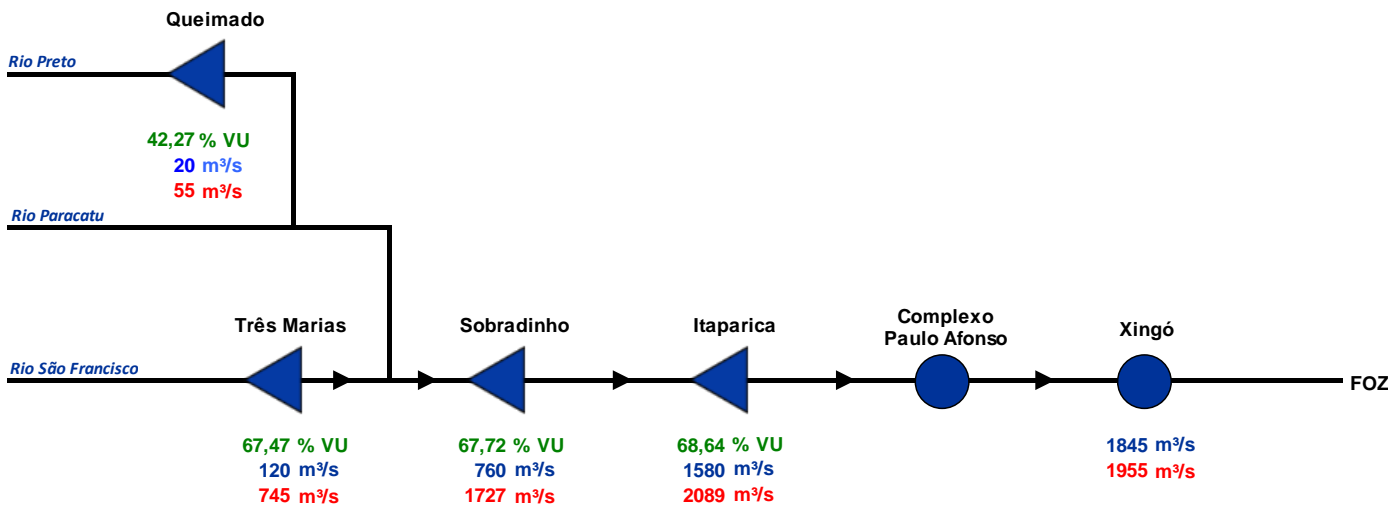 Queimado
Rio Preto
42,27 % VU
20 m³/s
55 m³/s
Rio Paracatu
Três Marias
Sobradinho
Itaparica
Complexo
Paulo Afonso
Xingó
Rio São Francisco
FOZ
67,47 % VU
120 m³/s
745 m³/s
67,72 % VU
760 m³/s
1727 m³/s
68,64 % VU
1580 m³/s
2089 m³/s
1845 m³/s
1955 m³/s